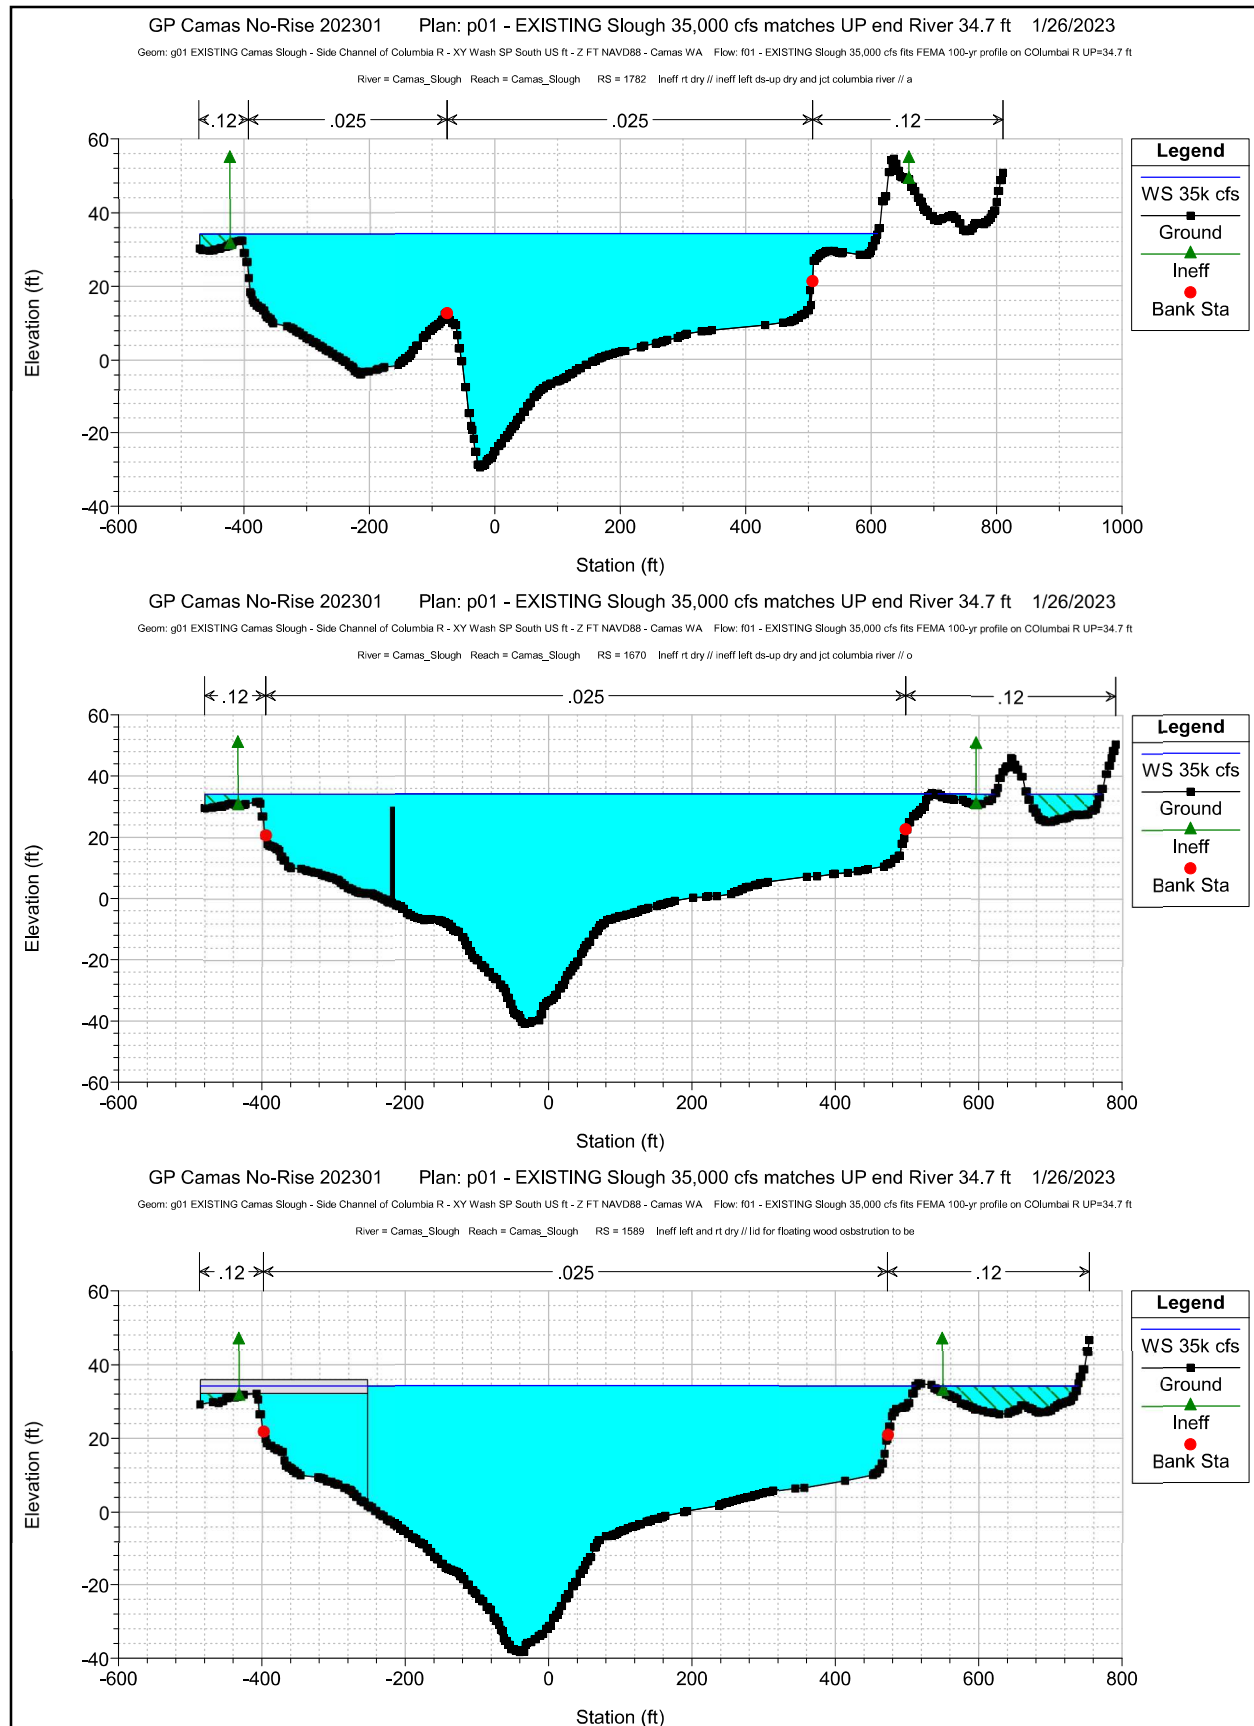 GP Camas No-Rise 202301 Plan: p01 - EXISTING Slough 35,000 cfs matches UP end River 34.7 ft 1/26/2023
Geom: g01 EXISTING Camas Slough - Side Channel of Columbia R - XY Wash SP South US ft - Z FT NAVD88 - Camas WA Flow: f01 - EXISTING Slough 35,000 cfs fits FEMA 100-yr profile on COlumbai R UP=34.7 ft
River = Camas_Slough Reach = Camas_Slough RS = 1782 Ineff rt dry // ineff left ds-up dry and jct columbia river // a
.12 .025 .025 .12
60
40
20
0
-20
-40
Elevation (ft)
-600 -400 -200 0 200 400 600 800 1000
Station (ft)
Legend
WS 35k cfs
Ground
Ineff
Bank Sta
GP Camas No-Rise 202301 Plan: p01 - EXISTING Slough 35,000 cfs matches UP end River 34.7 ft 1/26/2023
Geom: g01 EXISTING Camas Slough - Side Channel of Columbia R - XY Wash SP South US ft - Z FT NAVD88 - Camas WA Flow: f01 - EXISTING Slough 35,000 cfs fits FEMA 100-yr profile on COlumbai R UP=34.7 ft
River = Camas_Slough Reach = Camas_Slough RS = 1670 Ineff rt dry // ineff left ds-up dry and jct columbia river // o
.12 .025 .12
60
40
20
0
-20
-40
-60
Elevation (ft)
-600 -400 -200 0 200 400 600 800
Station (ft)
Legend
WS 35k cfs
Ground
Ineff
Bank Sta
GP Camas No-Rise 202301 Plan: p01 - EXISTING Slough 35,000 cfs matches UP end River 34.7 ft 1/26/2023
Geom: g01 EXISTING Camas Slough - Side Channel of Columbia R - XY Wash SP South US ft - Z FT NAVD88 - Camas WA Flow: f01 - EXISTING Slough 35,000 cfs fits FEMA 100-yr profile on COlumbai R UP=34.7 ft
River = Camas_Slough Reach = Camas_Slough RS = 1589 Ineff left and rt dry // lid for floating wood osbstrution to be
.12 .025 .12
60
40
20
0
-20
-40
Elevation (ft)
-600 -400 -200 0 200 400 600 800
Station (ft)
Legend
WS 35k cfs
Ground
Ineff
Bank Sta